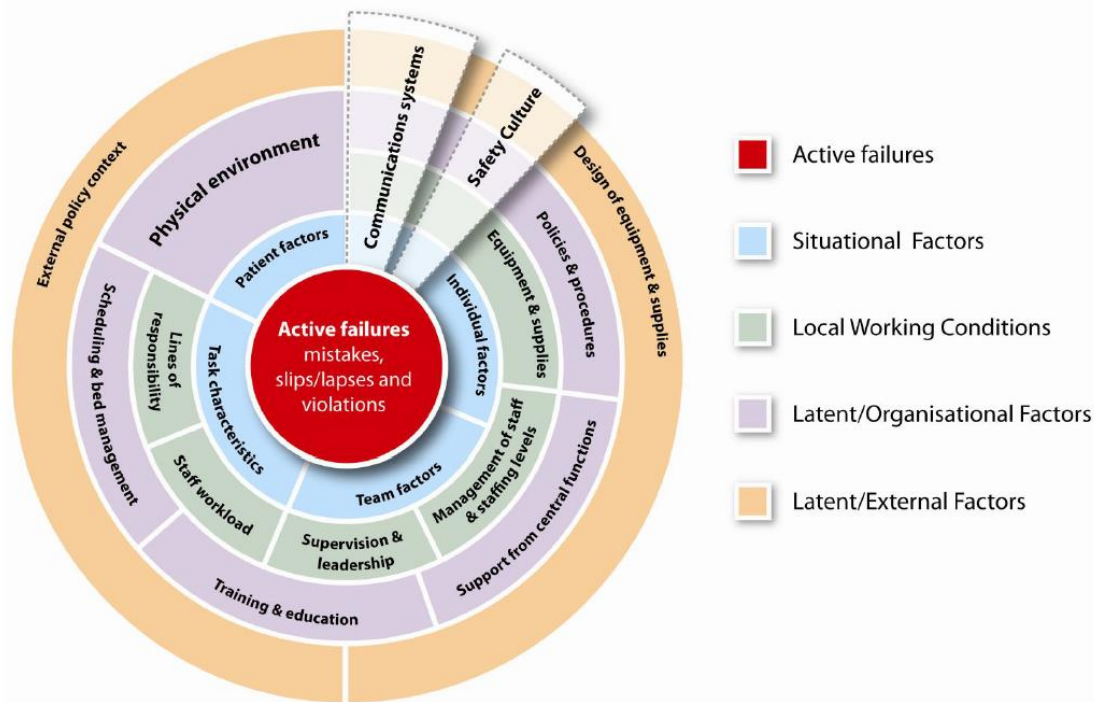 Communications systems
Safety Culture
External policy context
Design of equipment & supplies
Physical environment
Policies & procedures
Scheduling & bed management
Support from central functions
Training & education
Lines of
responsibility
Equipment & supplies
Staff workload
Management of staff
& staffing levels
Supervision &
leadership
Patient factors
Individual factors
Task characteristics
Team factors
Active failures
mistakes,
slips/lapses and
violations
Active failures
Situational Factors
Local Working Conditions
Latent/Organisational Factors
Latent/External Factors